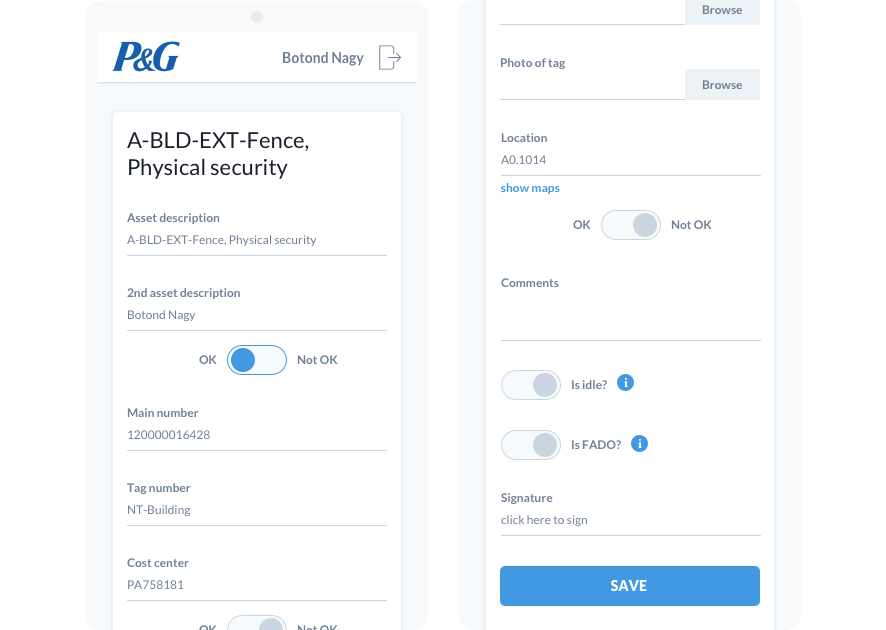 P&G
Botond Nagy
A-BLD-EXT-Fence,
Physical security
Asset description
A-BLD-EXT-Fence, Physical security
2nd asset description
Botond Nagy
OK Not OK
Main number
120000016428
Tag number
NT-Building
Cost center
PA758181
OK Not OK
Browse
Photo of tag
Browse
Location
A0.1014
show maps
OK Not OK
Comments
Is idle? i
Is FADO? i
Signature
click here to sign
SAVE